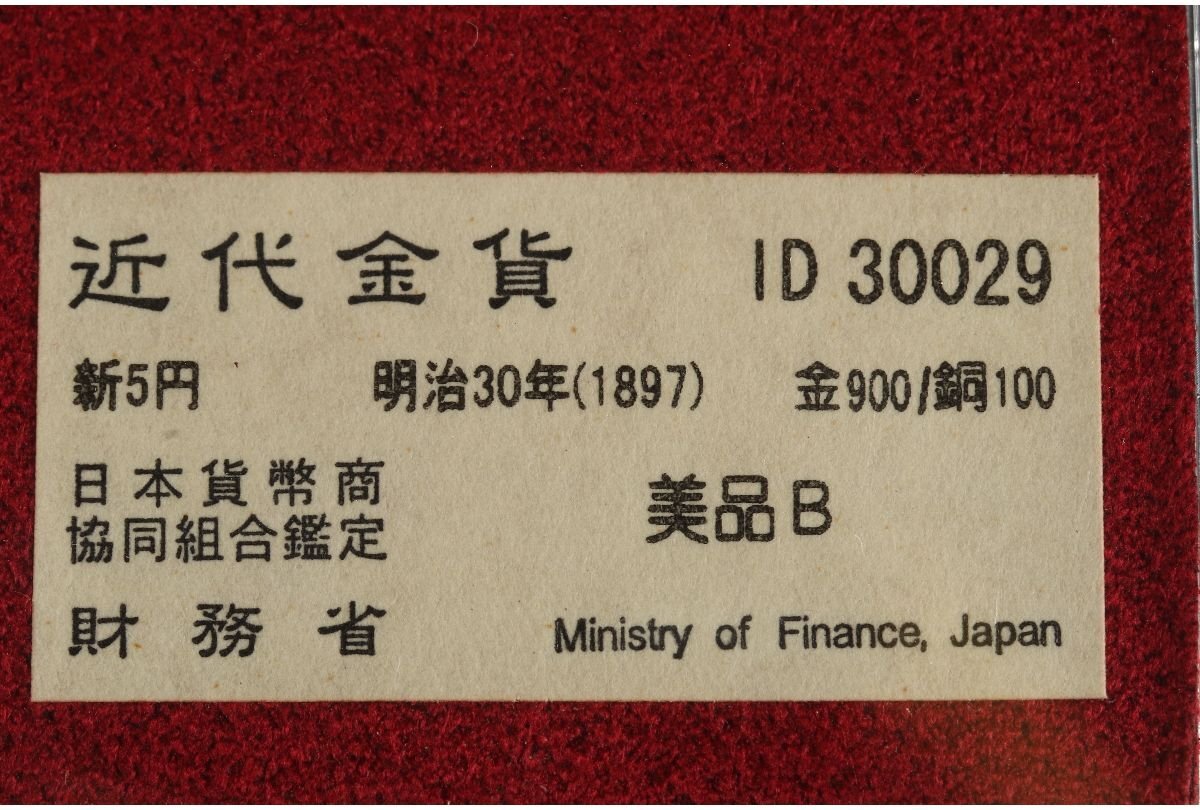 近代金貨 ID 30029
新5円 明治30年(1897) 金900/銅100
日本貨幣商
協同組合鑑定
美品B
財務省 Ministry of Finance, Japan